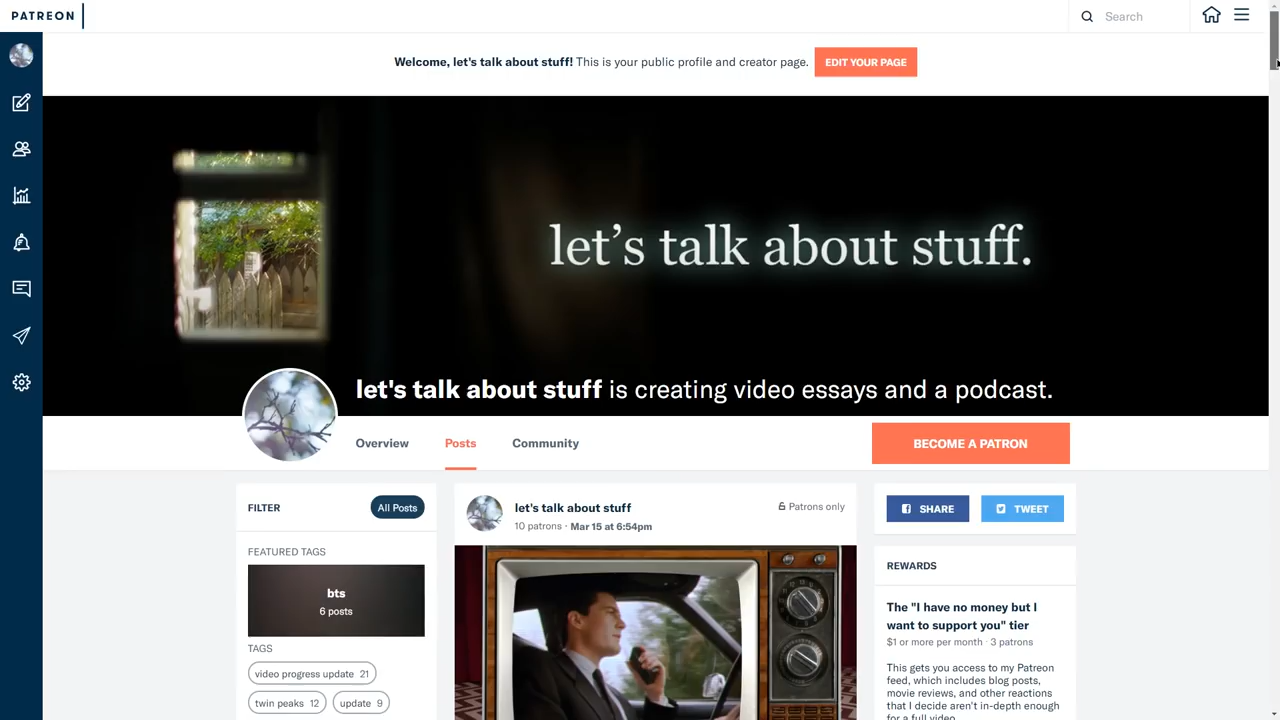 PATREON
Search
Welcome, let's talk about stuff! This is your public profile and creator page.
EDIT YOUR PAGE
let’s talk about stuff.
let's talk about stuff is creating video essays and a podcast.
Overview
Posts
Community
BECOME A PATRON
FILTER
All Posts
FEATURED TAGS
bts
6 posts
TAGS
video progress update 21
twin peaks 12
update 9
let's talk about stuff
10 patrons · Mar 15 at 6:54pm
Patrons only
SHARE
TWEET
REWARDS
The "I have no money but I
want to support you" tier
$1 or more per month · 3 patrons
This gets you access to my Patreon
feed, which includes blog posts,
movie reviews, and other reactions
that I decide aren't in-depth enough
for a full video